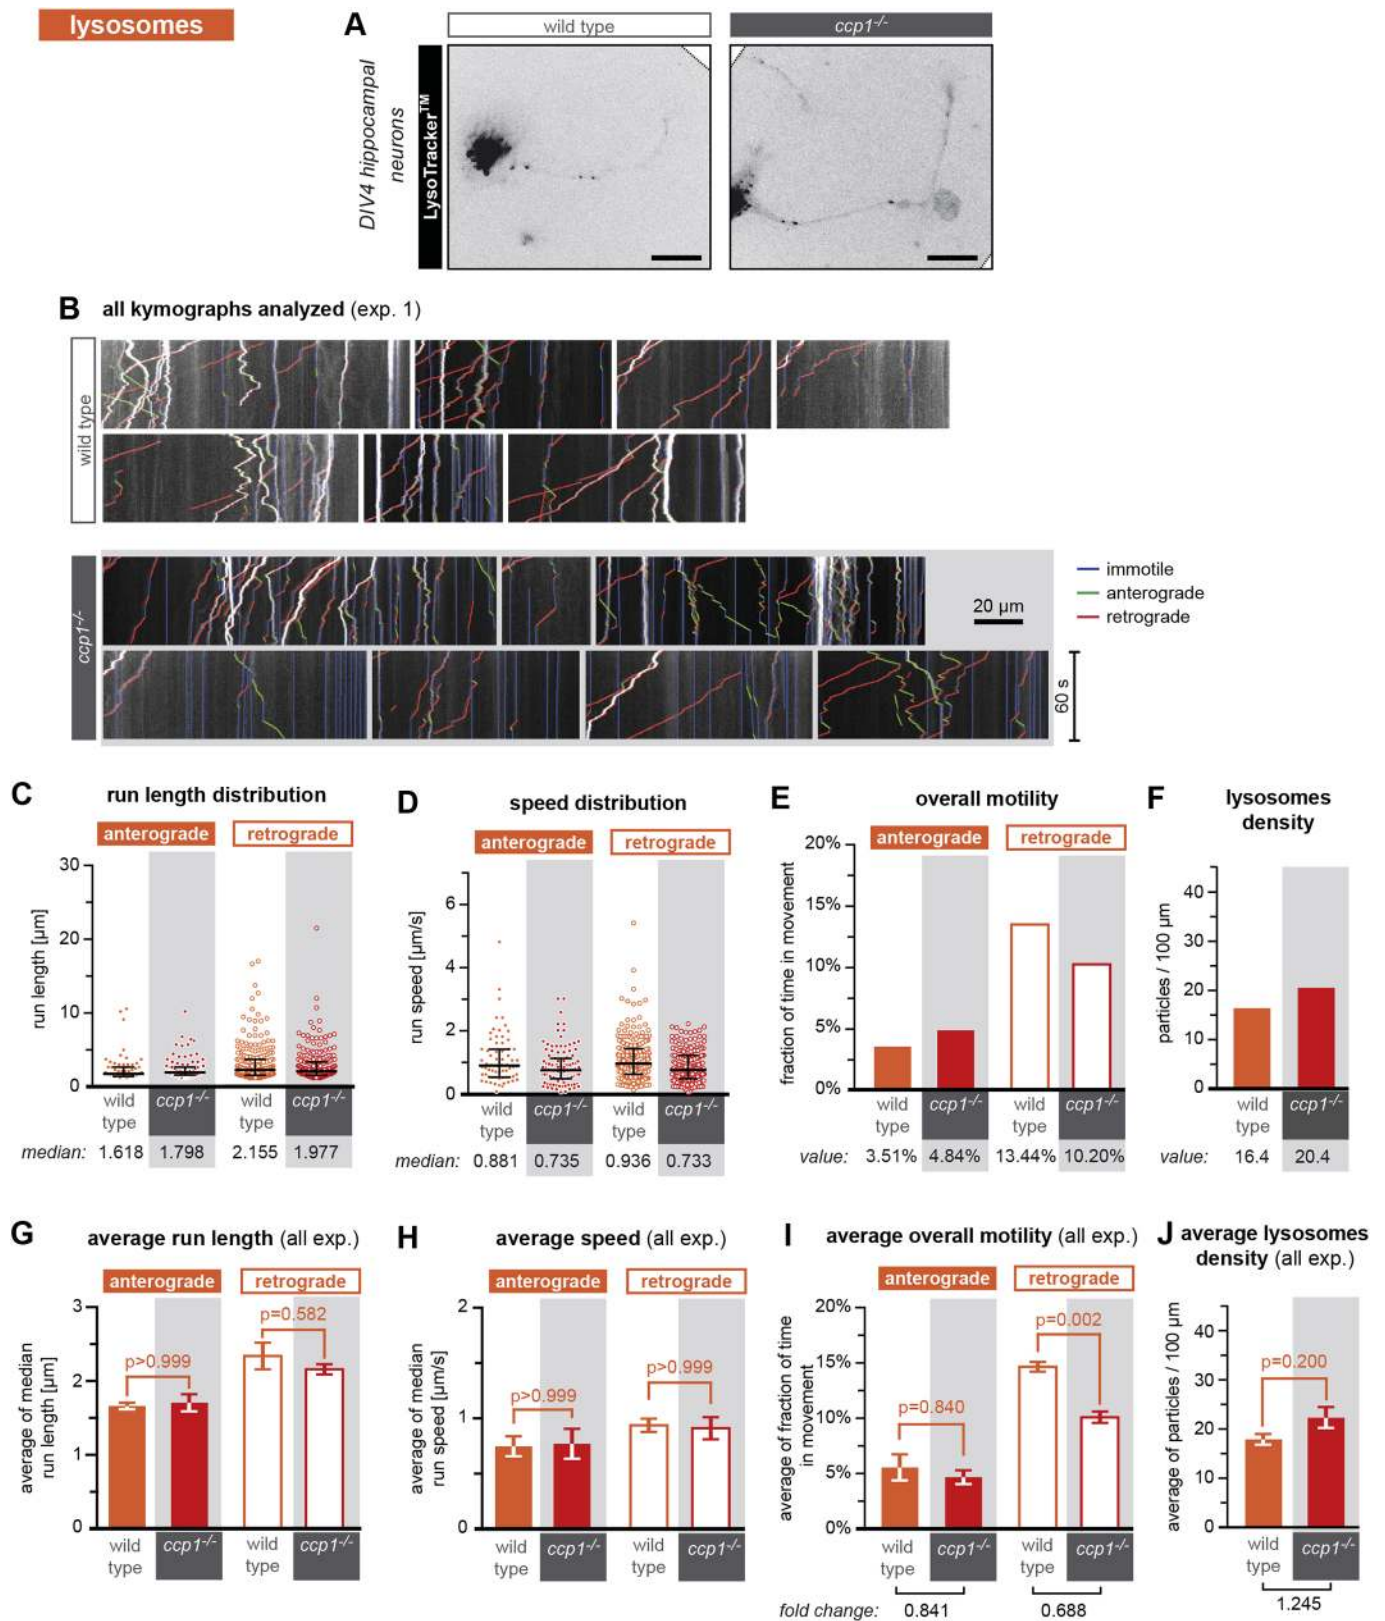 lysosomes
A
wild type
ccp1-/-
DIV4 hippocampal
neurons
LysoTracker™
B all kymographs analyzed (exp. 1)
wild type
ccp1-/-
immotile
anterograde
retrograde
20 µm
60 s
C run length distribution
anterograde retrograde
run length [µm]
30
20
10
0
wild type ccp1-/- wild type ccp1-/-
median: 1.618 1.798 2.155 1.977
D speed distribution
anterograde retrograde
run speed [µm/s]
6
4
2
0
wild type ccp1-/- wild type ccp1-/-
median: 0.881 0.735 0.936 0.733
E overall motility
anterograde retrograde
fraction of time in movement
20%
15%
10%
5%
0%
wild type ccp1-/- wild type ccp1-/-
value: 3.51% 4.84% 13.44% 10.20%
F lysosomes
density
particles / 100 µm
40
30
20
10
0
wild type ccp1-/-
value: 16.4 20.4
G average run length (all exp.)
anterograde retrograde
average of median
run length [µm]
3
2
1
0
p>0.999
p=0.582
wild type ccp1-/- wild type ccp1-/-
H average speed (all exp.)
anterograde retrograde
average of median
run speed [µm/s]
2
1
0
p>0.999
p>0.999
wild type ccp1-/- wild type ccp1-/-
I average overall motility (all exp.)
anterograde retrograde
average of fraction of time
in movement
20%
15%
10%
5%
0%
p=0.840
p=0.002
wild type ccp1-/- wild type ccp1-/-
fold change: 0.841 0.688
J average lysosomes
density (all exp.)
average of particles / 100 µm
40
30
20
10
0
p=0.200
wild type ccp1-/-
1.245